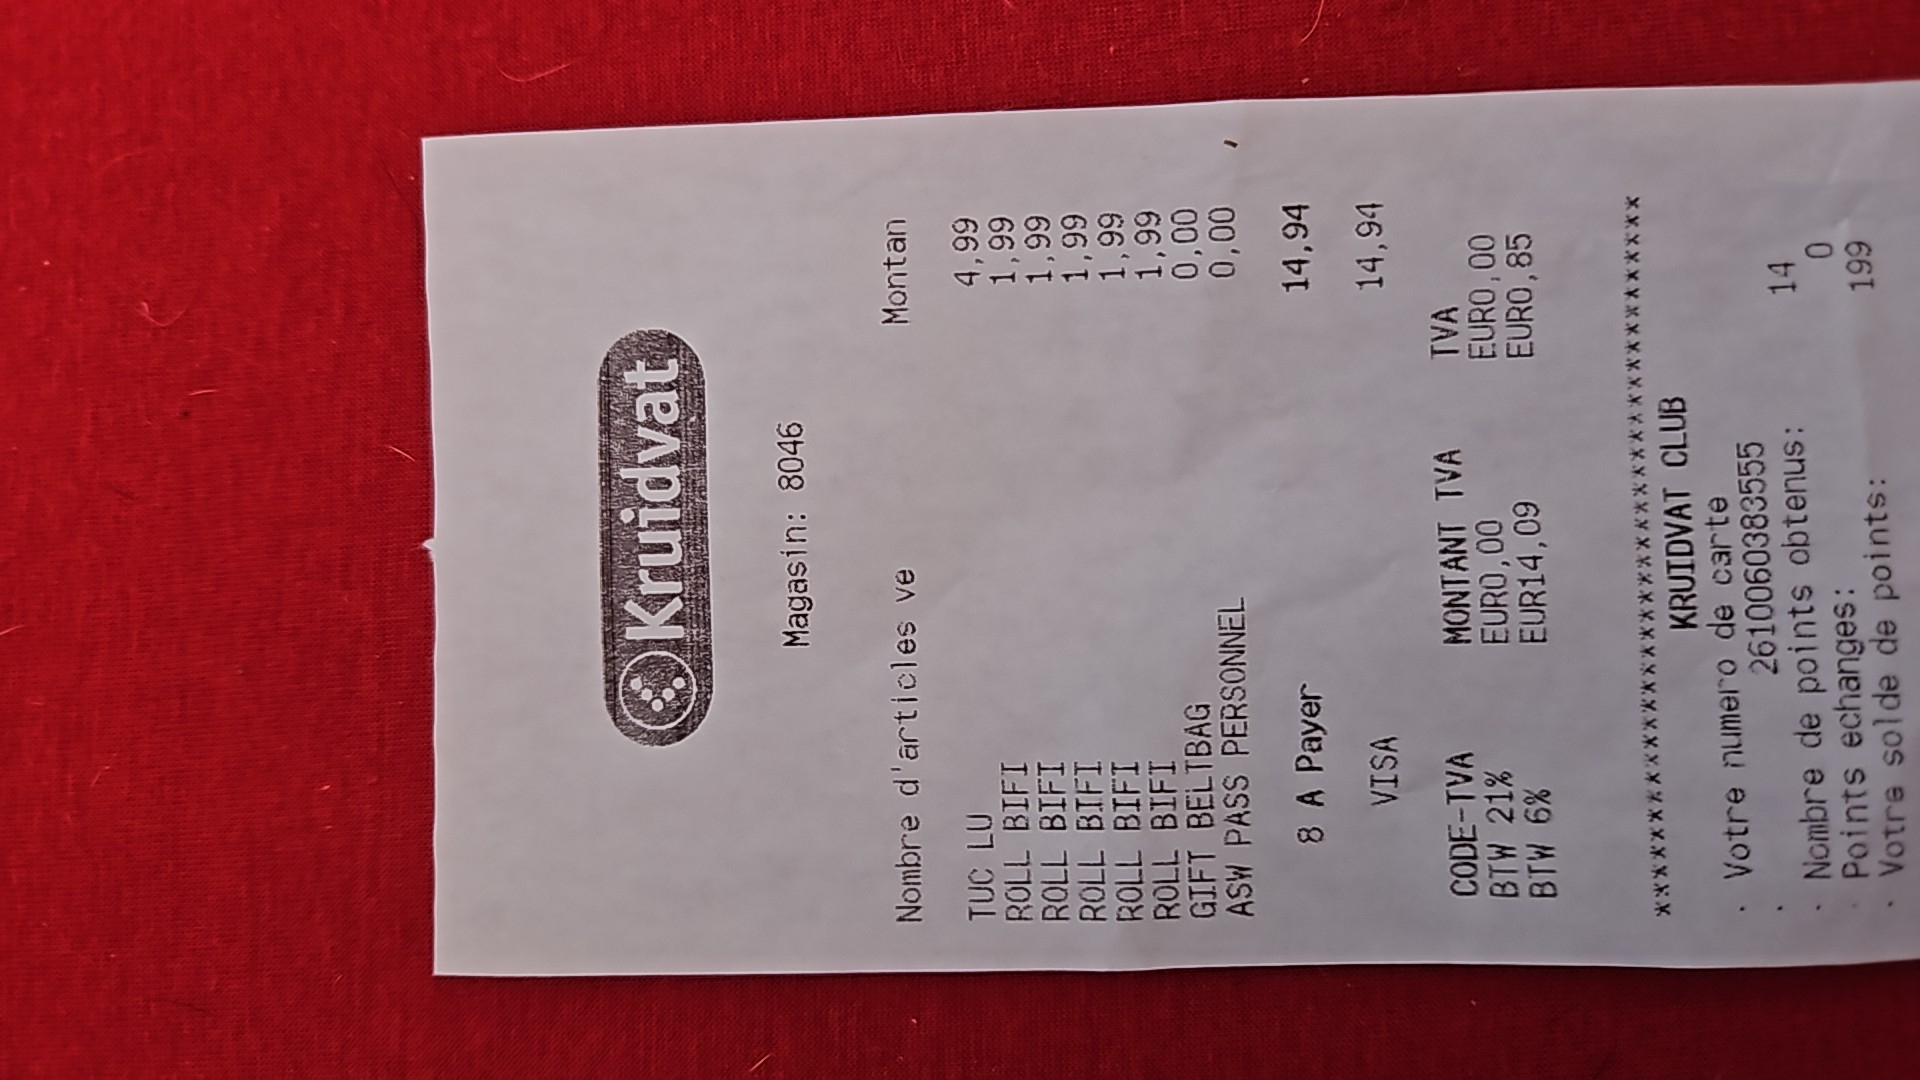 Kruidvat
Magasin: 8046
Nombre d'articles ve Montan
TUC LU 4,99
ROLL BIFI 1,99
ROLL BIFI 1,99
ROLL BIFI 1,99
ROLL BIFI 1,99
ROLL BIFI 1,99
GIFT BELTBAG 0,00
ASW PASS PERSONNEL 0,00
8 A Payer 14,94
VISA 14,94
CODE-TVA MONTANT TVA TVA
BTW 21% EUR0,00 EUR0,00
BTW 6% EUR14,09 EUR0,85
****************************************
KRUIDVAT CLUB
. Votre numero de carte
. 2610060383555
. Nombre de points obtenus: 14
. Points echanges: 0
. Votre solde de points: 199